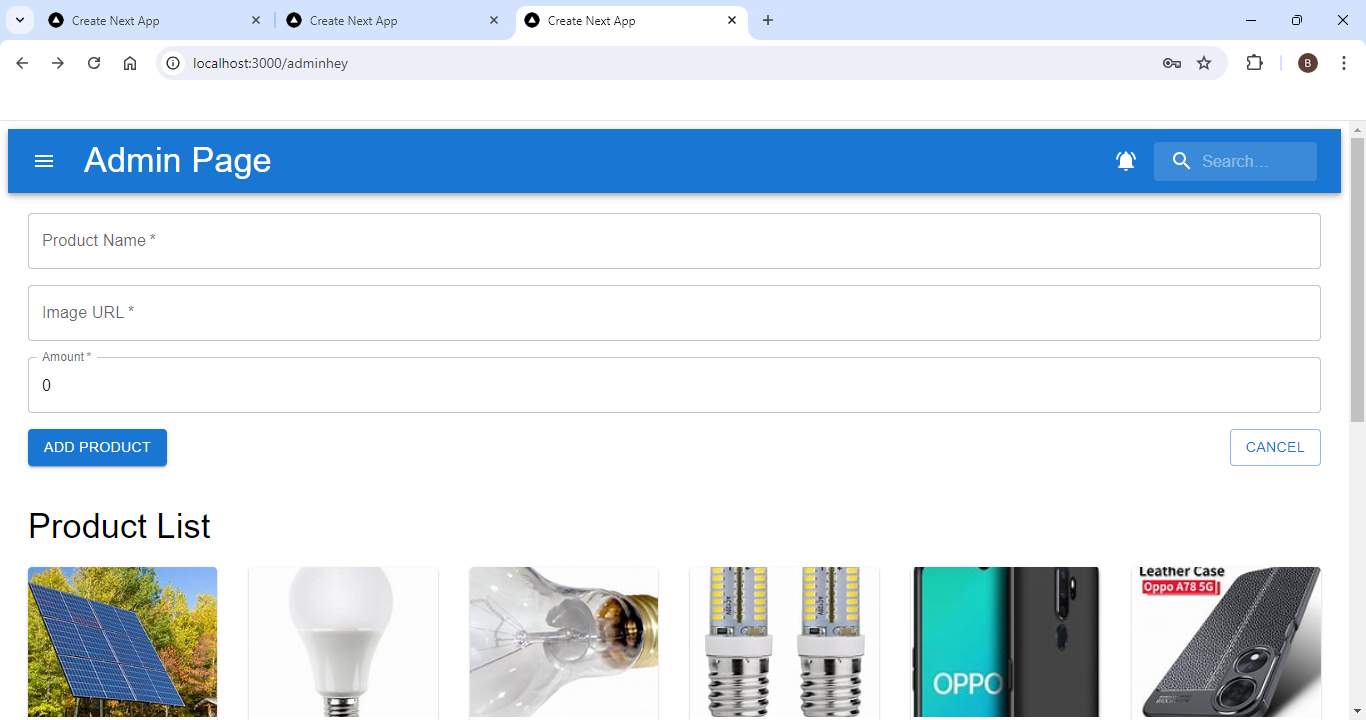 Create Next App
Create Next App
Create Next App
localhost:3000/adminhey
B
Admin Page
Search...
Product Name *
Image URL *
Amount *
0
ADD PRODUCT
CANCEL
Product List
OPPO
Leather Case
Oppo A78 5G